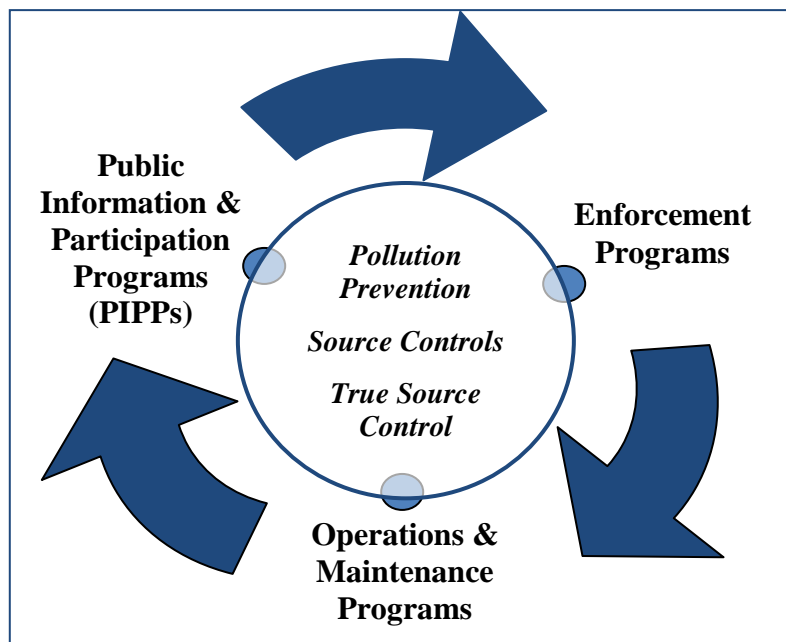 Public
Information &
Participation
Programs
(PIPPs)
Enforcement
Programs
Pollution
Prevention
Source Controls
True Source
Control
Operations &
Maintenance
Programs